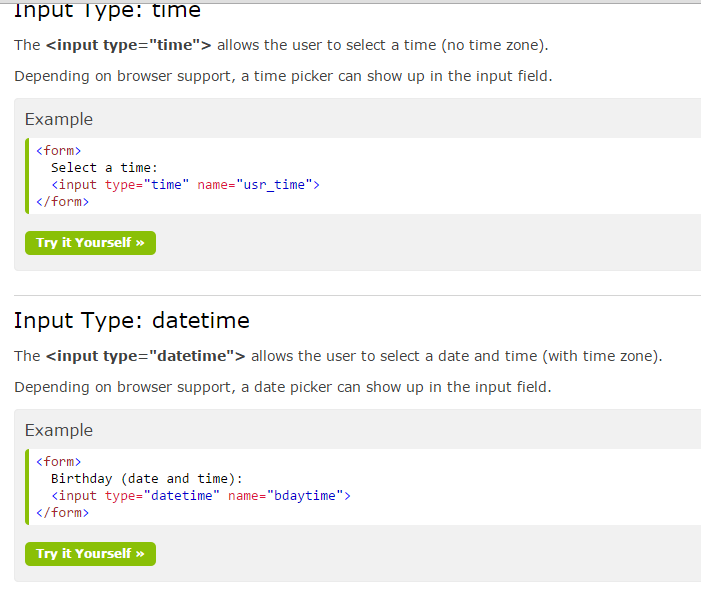 Input Type: time
The <input type="time"> allows the user to select a time (no time zone).
Depending on browser support, a time picker can show up in the input field.
Example
<form>
  Select a time:
  <input type="time" name="usr_time">
</form>
Try it Yourself »
Input Type: datetime
The <input type="datetime"> allows the user to select a date and time (with time zone).
Depending on browser support, a date picker can show up in the input field.
Example
<form>
  Birthday (date and time):
  <input type="datetime" name="bdaytime">
</form>
Try it Yourself »